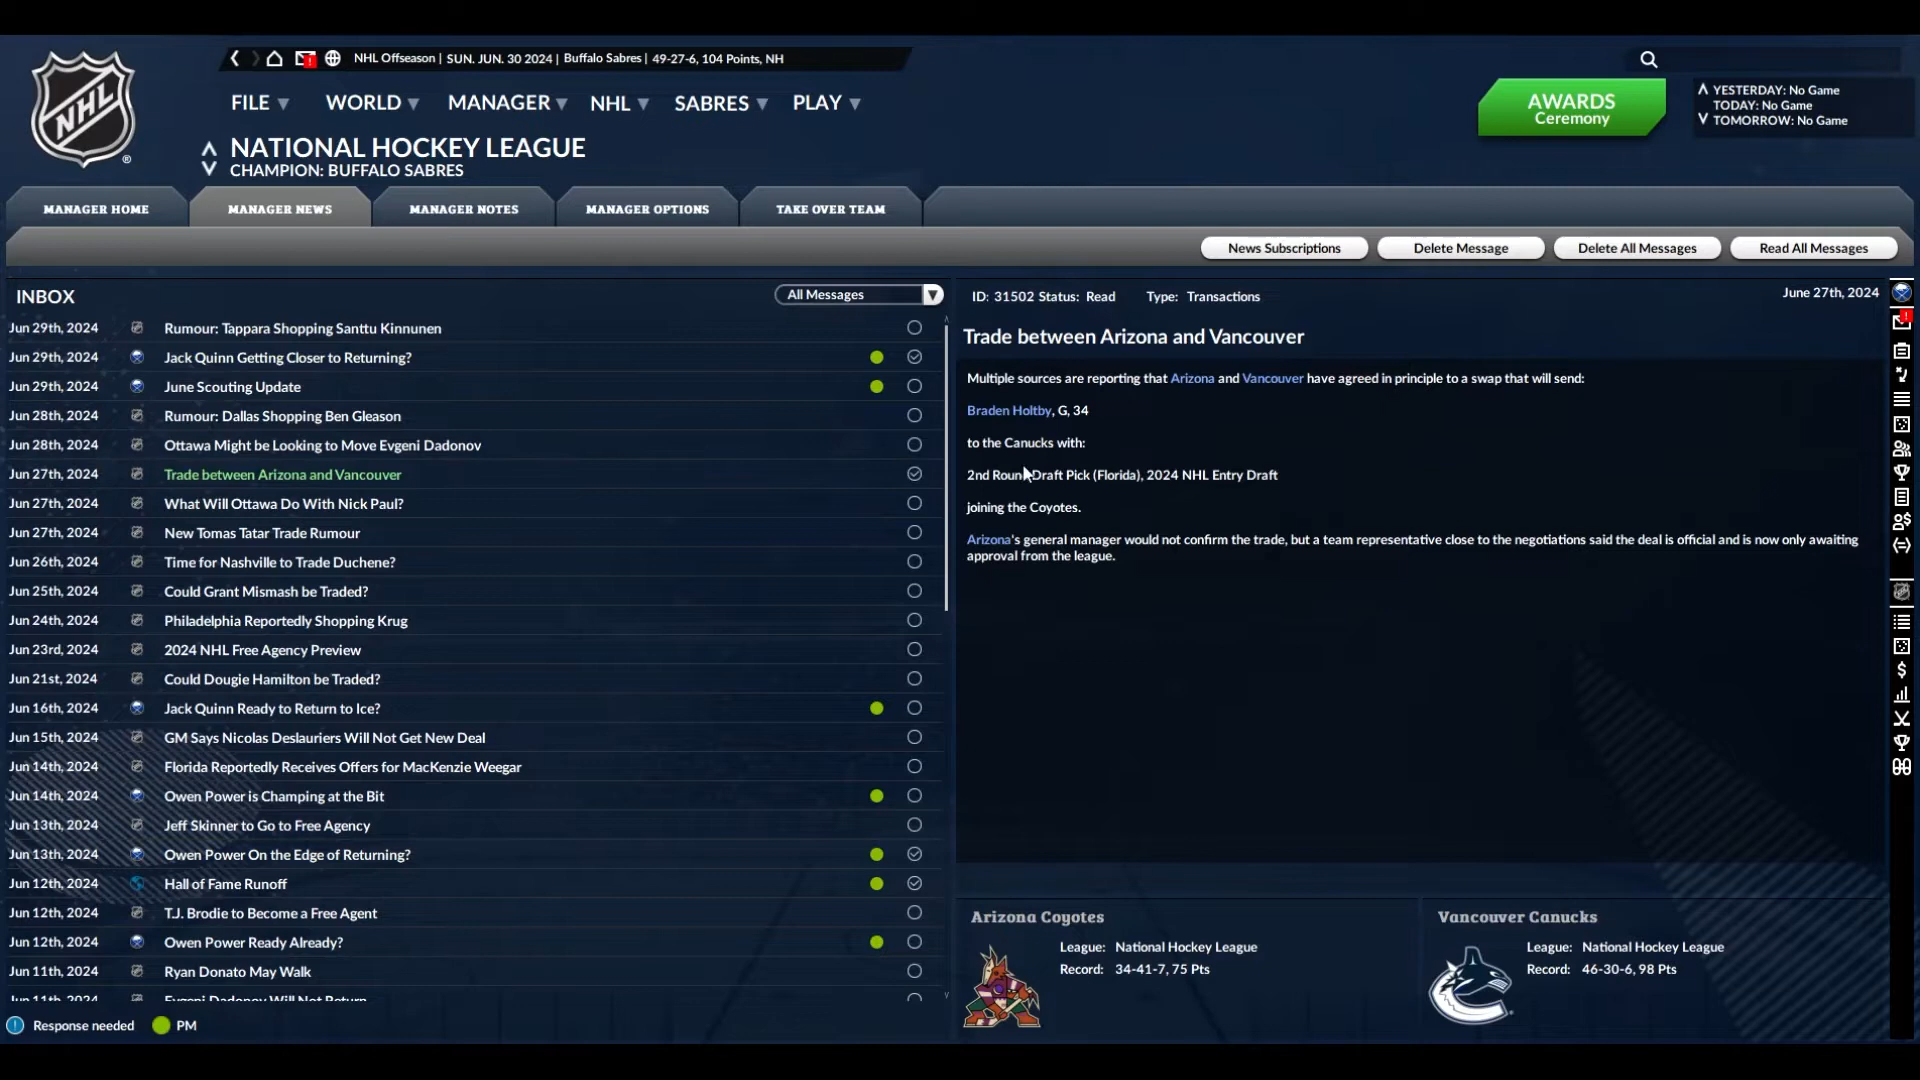 NHL Offseason | SUN. JUN. 30 2024 | Buffalo Sabres | 49-27-6, 104 Points, NH
FILE WORLD MANAGER NHL SABRES PLAY
NHL
AWARDS
Ceremony
YESTERDAY: No Game
TODAY: No Game
TOMORROW: No Game
NATIONAL HOCKEY LEAGUE
CHAMPION: BUFFALO SABRES
MANAGER HOME MANAGER NEWS MANAGER NOTES MANAGER OPTIONS TAKE OVER TEAM
News Subscriptions Delete Message Delete All Messages Read All Messages
INBOX All Messages
Jun 29th, 2024 Rumour: Tappara Shopping Santtu Kinnunen
Jun 29th, 2024 Jack Quinn Getting Closer to Returning?
Jun 29th, 2024 June Scouting Update
Jun 28th, 2024 Rumour: Dallas Shopping Ben Gleason
Jun 28th, 2024 Ottawa Might be Looking to Move Evgeni Dadonov
Jun 27th, 2024 Trade between Arizona and Vancouver
Jun 27th, 2024 What Will Ottawa Do With Nick Paul?
Jun 27th, 2024 New Tomas Tatar Trade Rumour
Jun 26th, 2024 Time for Nashville to Trade Duchene?
Jun 25th, 2024 Could Grant Mismash be Traded?
Jun 24th, 2024 Philadelphia Reportedly Shopping Krug
Jun 23rd, 2024 2024 NHL Free Agency Preview
Jun 21st, 2024 Could Dougie Hamilton be Traded?
Jun 16th, 2024 Jack Quinn Ready to Return to Ice?
Jun 15th, 2024 GM Says Nicolas Deslauriers Will Not Get New Deal
Jun 14th, 2024 Florida Reportedly Receives Offers for MacKenzie Weegar
Jun 14th, 2024 Owen Power is Champing at the Bit
Jun 13th, 2024 Jeff Skinner to Go to Free Agency
Jun 13th, 2024 Owen Power On the Edge of Returning?
Jun 12th, 2024 Hall of Fame Runoff
Jun 12th, 2024 T.J. Brodie to Become a Free Agent
Jun 12th, 2024 Owen Power Ready Already?
Jun 11th, 2024 Ryan Donato May Walk
Jun 11th, 2024 Evgeni Dadonov Will Not Return
Response needed PM
ID: 31502 Status: Read Type: Transactions June 27th, 2024
Trade between Arizona and Vancouver
Multiple sources are reporting that Arizona and Vancouver have agreed in principle to a swap that will send:
Braden Holtby, G, 34
to the Canucks with:
2nd Round Draft Pick (Florida), 2024 NHL Entry Draft
joining the Coyotes.
Arizona's general manager would not confirm the trade, but a team representative close to the negotiations said the deal is official and is now only awaiting
approval from the league.
Arizona Coyotes
League: National Hockey League
Record: 34-41-7, 75 Pts
Vancouver Canucks
League: National Hockey League
Record: 46-30-6, 98 Pts